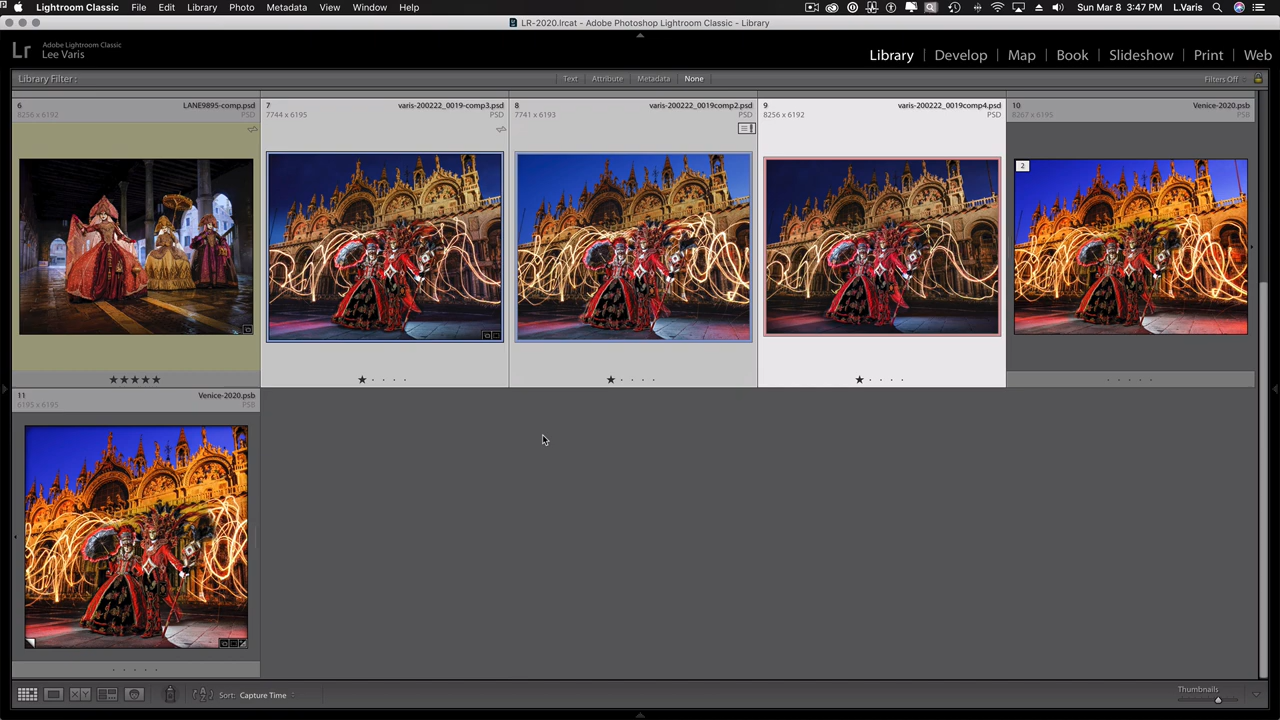 Lightroom Classic File Edit Library Photo Metadata View Window Help Sun Mar 8 3:47 PM L.Varis
LR-2020.lrcat - Adobe Photoshop Lightroom Classic - Library
Lr Adobe Lightroom Classic
Lee Varis
Library | Develop | Map | Book | Slideshow | Print | Web
Library Filter : Text Attribute Metadata None Filters Off
6 LANE9895-comp.psd
8256 x 6192 PSD
7 varis-200222_0019-comp3.psd
7744 x 6195 PSD
8 varis-200222_0019comp2.psd
7741 x 6193 PSD
9 varis-200222_0019comp4.psd
8256 x 6192 PSD
10 Venice-2020.psb
8267 x 6195 PSB
2
11 Venice-2020.psb
6195 x 6195 PSB
XY AZ Sort: Capture Time Thumbnails